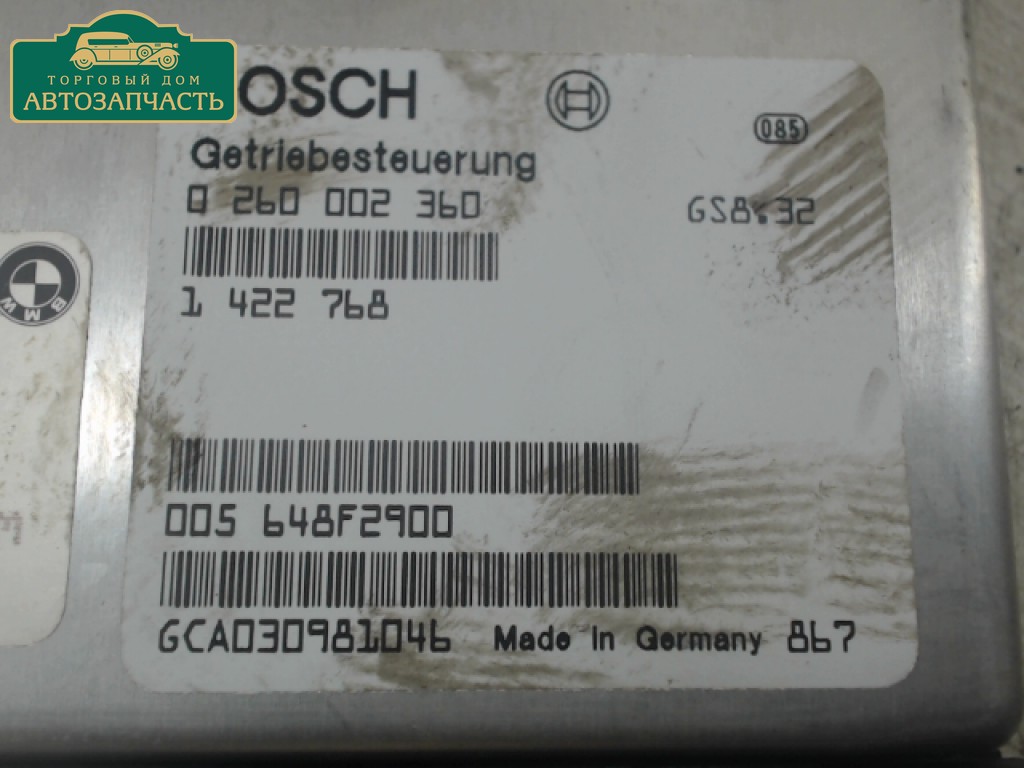 ТОРГОВЫЙ ДОМ
АВТОЗАПЧАСТЬ
OSCH
085
Getriebesteuerung
0 260 002 360
GS8.32
BMW
1 422 768
005 648F2900
GCA030981046 Made in Germany 867